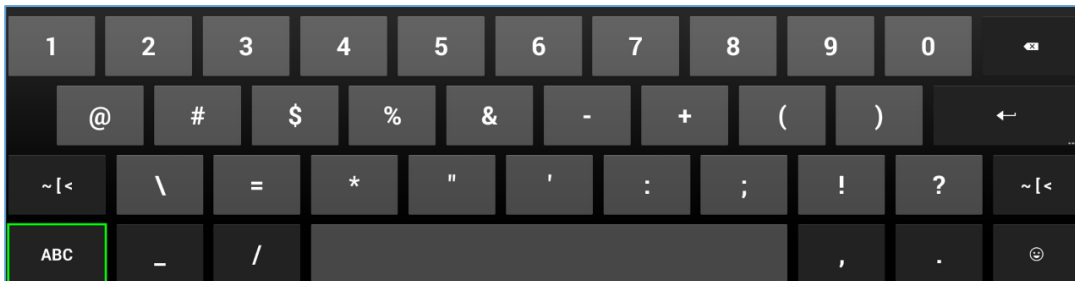 1 2 3 4 5 6 7 8 9 0
@ # $ % & - + ( )
~ [ < \ = * " ' : ; ! ? ~ [ <
ABC _ / , .